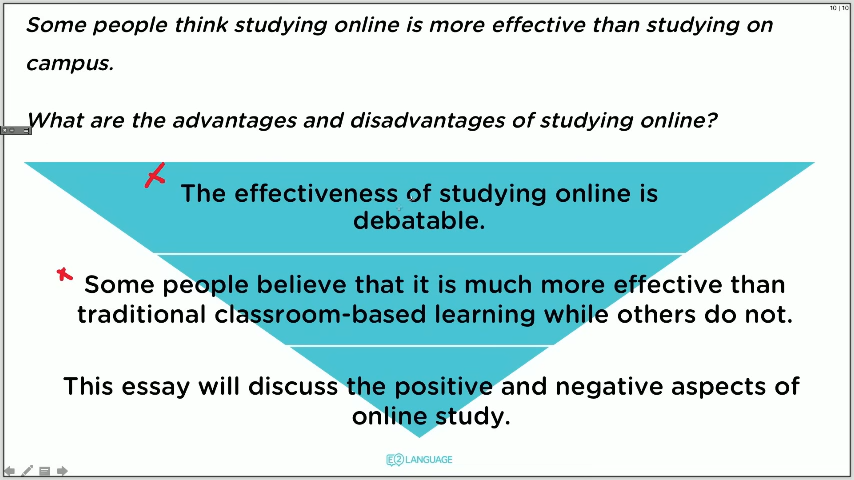 10 | 10
Some people think studying online is more effective than studying on
campus.
What are the advantages and disadvantages of studying online?
The effectiveness of studying online is
debatable.
Some people believe that it is much more effective than
traditional classroom-based learning while others do not.
This essay will discuss the positive and negative aspects of
online study.
E2 LANGUAGE